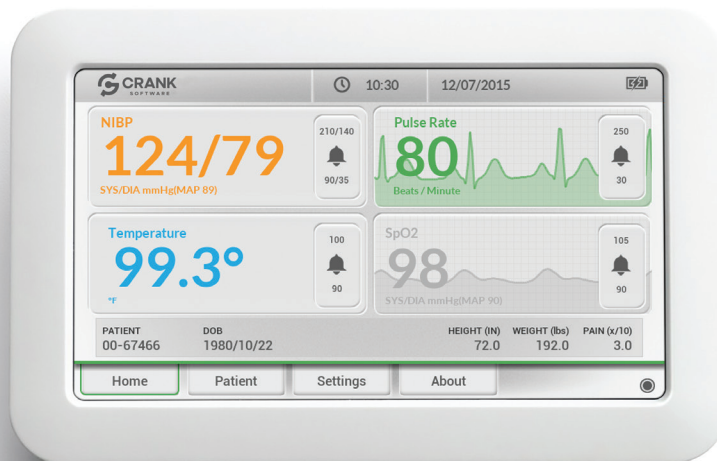 CRANK
SOFTWARE
10:30
12/07/2015
NIBP
124/79
SYS/DIA mmHg(MAP 89)
210/140
90/35
Pulse Rate
80
Beats / Minute
250
30
Temperature
99.3°
°F
100
90
SpO2
98
SYS/DIA mmHg(MAP 90)
105
90
PATIENT DOB HEIGHT (IN) WEIGHT (lbs) PAIN (x/10)
00-67466 1980/10/22 72.0 192.0 3.0
Home Patient Settings About